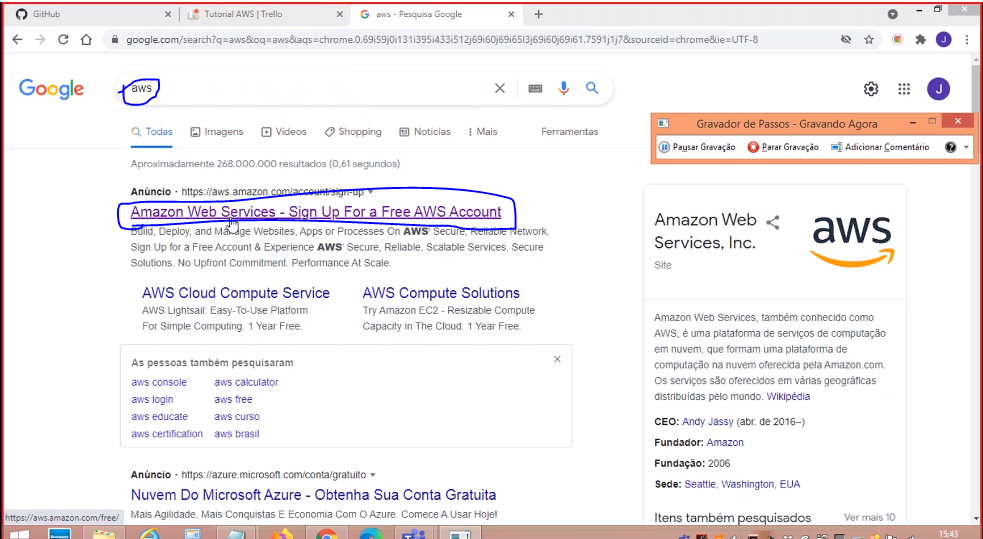 GitHub
Tutorial AWS | Trello
aws - Pesquisa Google
google.com/search?q=aws&oq=aws&aqs=chrome.0.69i59j0i131i395i433i512j69i60j69i65l3j69i60j69i61.7591j1j7&sourceid=chrome&ie=UTF-8
J
Google
aws
J
Todas
Imagens
Vídeos
Shopping
Notícias
Mais
Ferramentas
Gravador de Passos - Gravando Agora
Pausar Gravação
Parar Gravação
Adicionar Comentário
Aproximadamente 268.000.000 resultados (0,61 segundos)
Anúncio · https://aws.amazon.com/account/sign-up
Amazon Web Services - Sign Up For a Free AWS Account
Build, Deploy, and Manage Websites, Apps or Processes On AWS' Secure, Reliable Network.
Sign Up for a Free Account & Experience AWS' Secure, Reliable, Scalable Services. Secure
Solutions. No Upfront Commitment. Performance At Scale.
AWS Cloud Compute Service
AWS Lightsail: Easy-To-Use Platform
For Simple Computing. 1 Year Free.
AWS Compute Solutions
Try Amazon EC2 - Resizable Compute
Capacity in The Cloud. 1 Year Free.
As pessoas também pesquisaram
aws console
aws calculator
aws login
aws free
aws educate
aws curso
aws certification
aws brasil
Anúncio · https://azure.microsoft.com/conta/gratuito
Nuvem Do Microsoft Azure - Obtenha Sua Conta Gratuita
Mais Agilidade, Mais Conquistas E Economia Com O Azure. Comece A Usar Hoje!
Amazon Web
Services, Inc.
Site
aws
Amazon Web Services, também conhecido como
AWS, é uma plataforma de serviços de computação
em nuvem, que formam uma plataforma de
computação na nuvem oferecida pela Amazon.com.
Os serviços são oferecidos em várias geográficas
distribuídas pelo mundo. Wikipédia
CEO: Andy Jassy (abr. de 2016–)
Fundador: Amazon
Fundação: 2006
Sede: Seattle, Washington, EUA
Itens também pesquisados
Ver mais 10
https://aws.amazon.com/free/
15:43